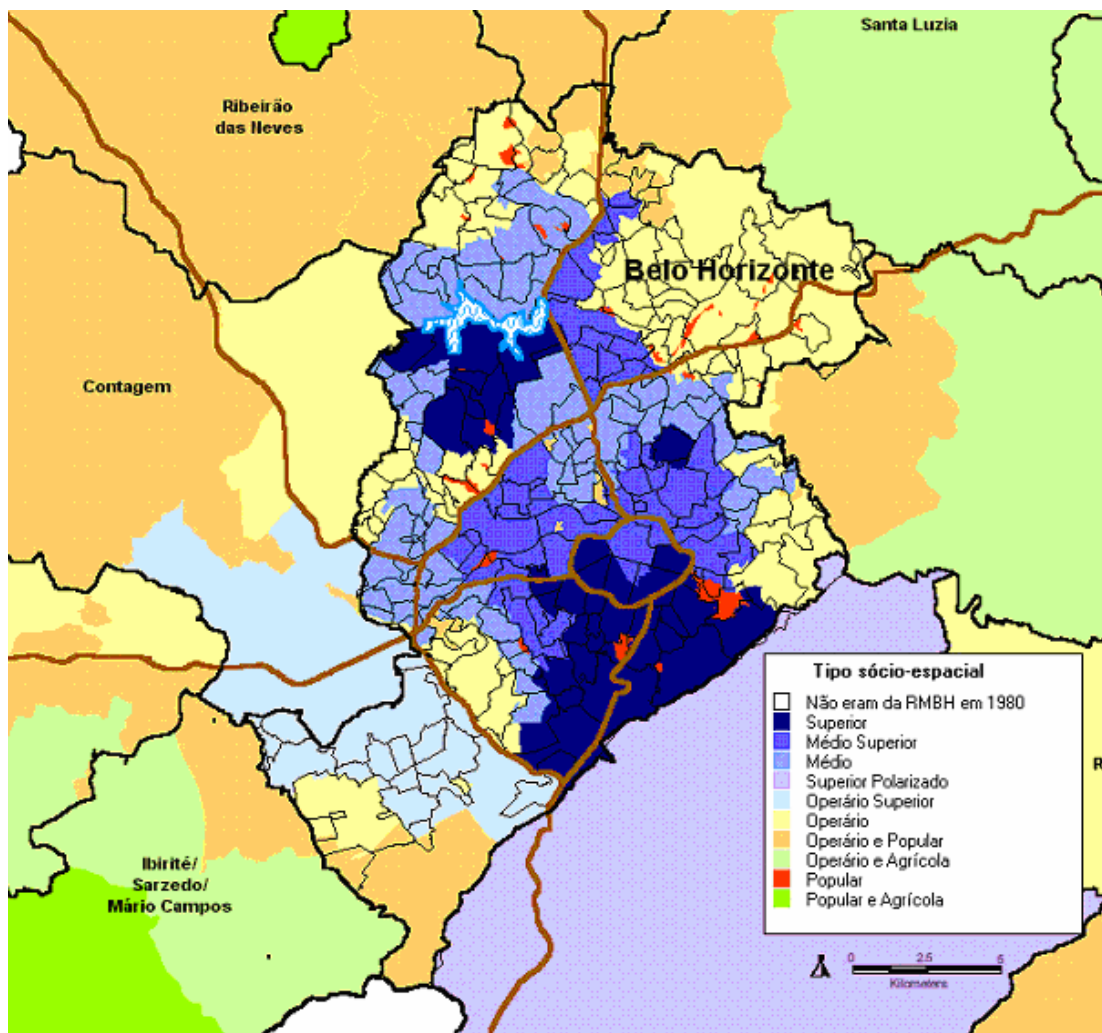 Santa Luzia
Ribeirão
das Neves
Belo Horizonte
Contagem
Tipo sócio-espacial
Não eram da RMBH em 1980
Superior
Médio Superior
Médio
Superior Polarizado
Operário Superior
Operário
Operário e Popular
Operário e Agrícola
Popular
Popular e Agrícola
R
Ibirité/
Sarzedo/
Mário Campos
0 2.5 5
Kilometers